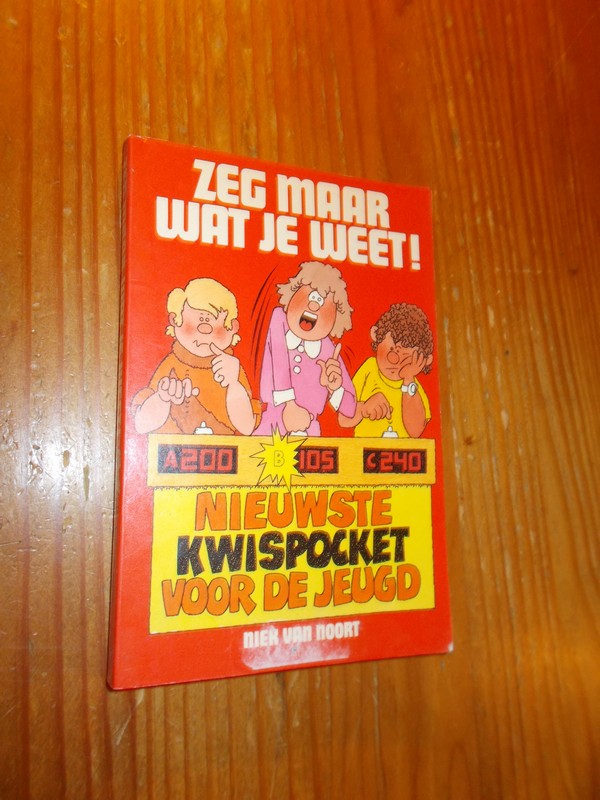 ZEG MAAR
WAT JE WEET!
A200 B 105 C240
NIEUWSTE
KWISPOCKET
VOOR DE JEUGD
NIEK VAN NOORT